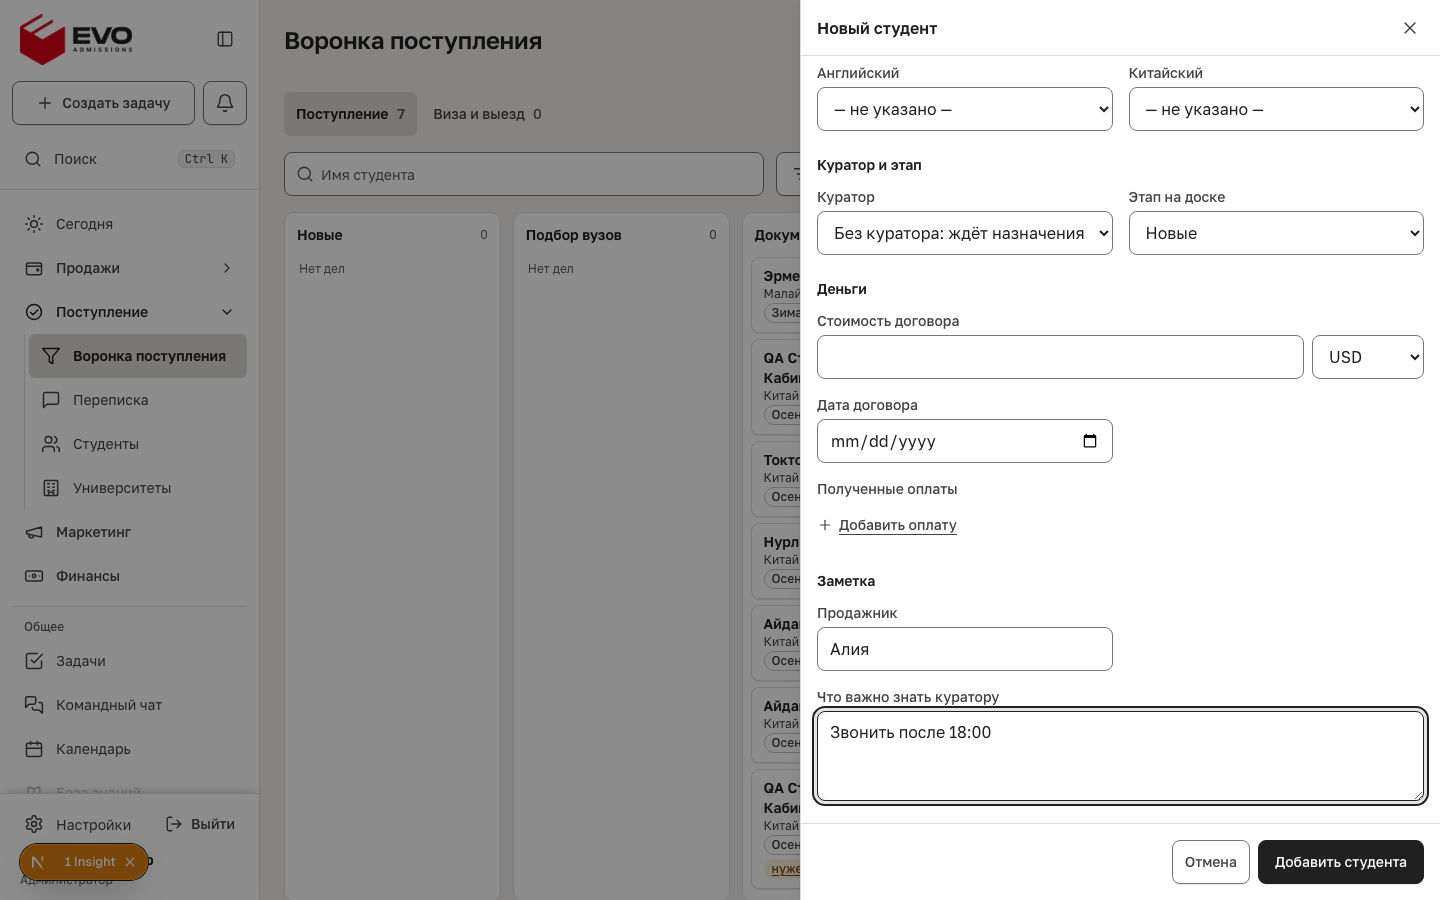 EVO
ADMISSIONS
Создать задачу
Поиск
Ctrl K
Сегодня
Продажи
Поступление
Воронка поступления
Переписка
Студенты
Университеты
Маркетинг
Финансы
Общее
Задачи
Командный чат
Календарь
База знаний
Настройки
Выйти
1 Insight
Администратор
Воронка поступления
Поступление 7
Виза и выезд 0
Имя студента
Новые 0
Нет дел
Подбор вузов 0
Нет дел
Новый студент
Английский
Китайский
— не указано —
— не указано —
Куратор и этап
Куратор
Этап на доске
Без куратора: ждёт назначения
Новые
Деньги
Стоимость договора
USD
Дата договора
mm/dd/yyyy
Полученные оплаты
Добавить оплату
Заметка
Продажник
Алия
Что важно знать куратору
Звонить после 18:00
Отмена
Добавить студента